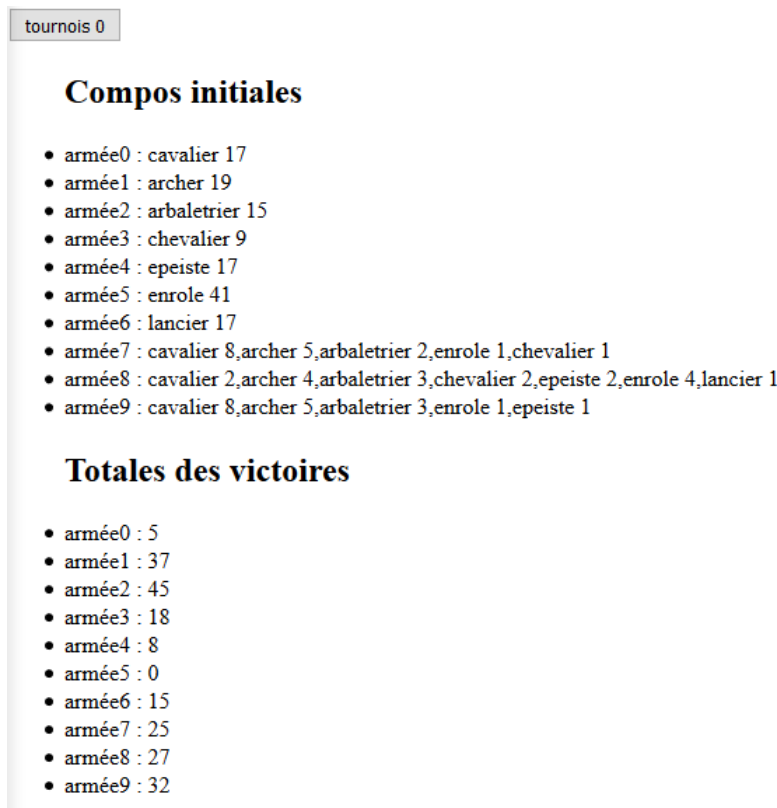 tournois 0
Compos initiales
armée0 : cavalier 17
armée1 : archer 19
armée2 : arbaletrier 15
armée3 : chevalier 9
armée4 : epeiste 17
armée5 : enrole 41
armée6 : lancier 17
armée7 : cavalier 8,archer 5,arbaletrier 2,enrole 1,chevalier 1
armée8 : cavalier 2,archer 4,arbaletrier 3,chevalier 2,epeiste 2,enrole 4,lancier 1
armée9 : cavalier 8,archer 5,arbaletrier 3,enrole 1,epeiste 1
Totales des victoires
armée0 : 5
armée1 : 37
armée2 : 45
armée3 : 18
armée4 : 8
armée5 : 0
armée6 : 15
armée7 : 25
armée8 : 27
armée9 : 32